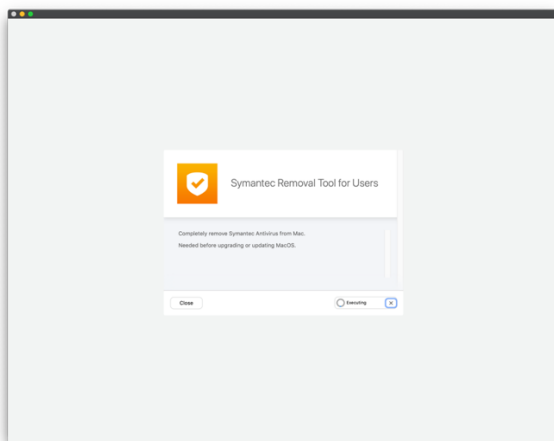 Symantec Removal Tool for Users
Completely remove Symantec Antivirus from Mac.
Needed before upgrading or updating MacOS.
Close
Executing